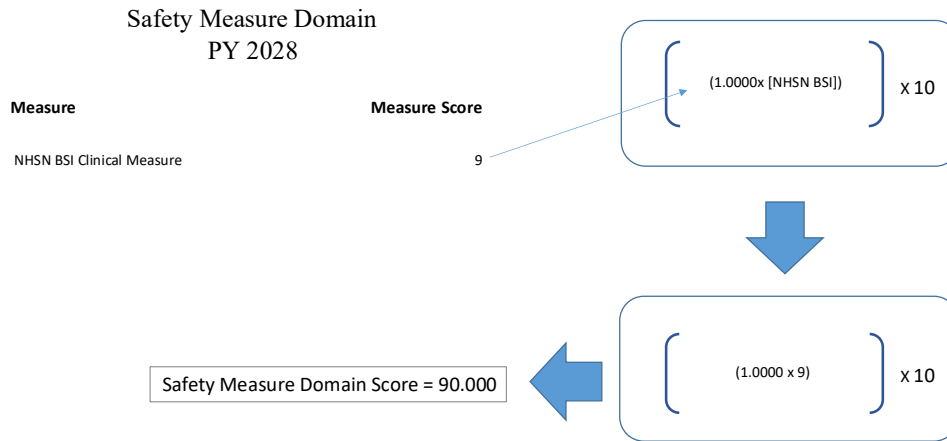 Safety Measure Domain
PY 2028
Measure Measure Score
NHSN BSI Clinical Measure 9
(1.0000x [NHSN BSI]) X 10
(1.0000 x 9) X 10
Safety Measure Domain Score = 90.000